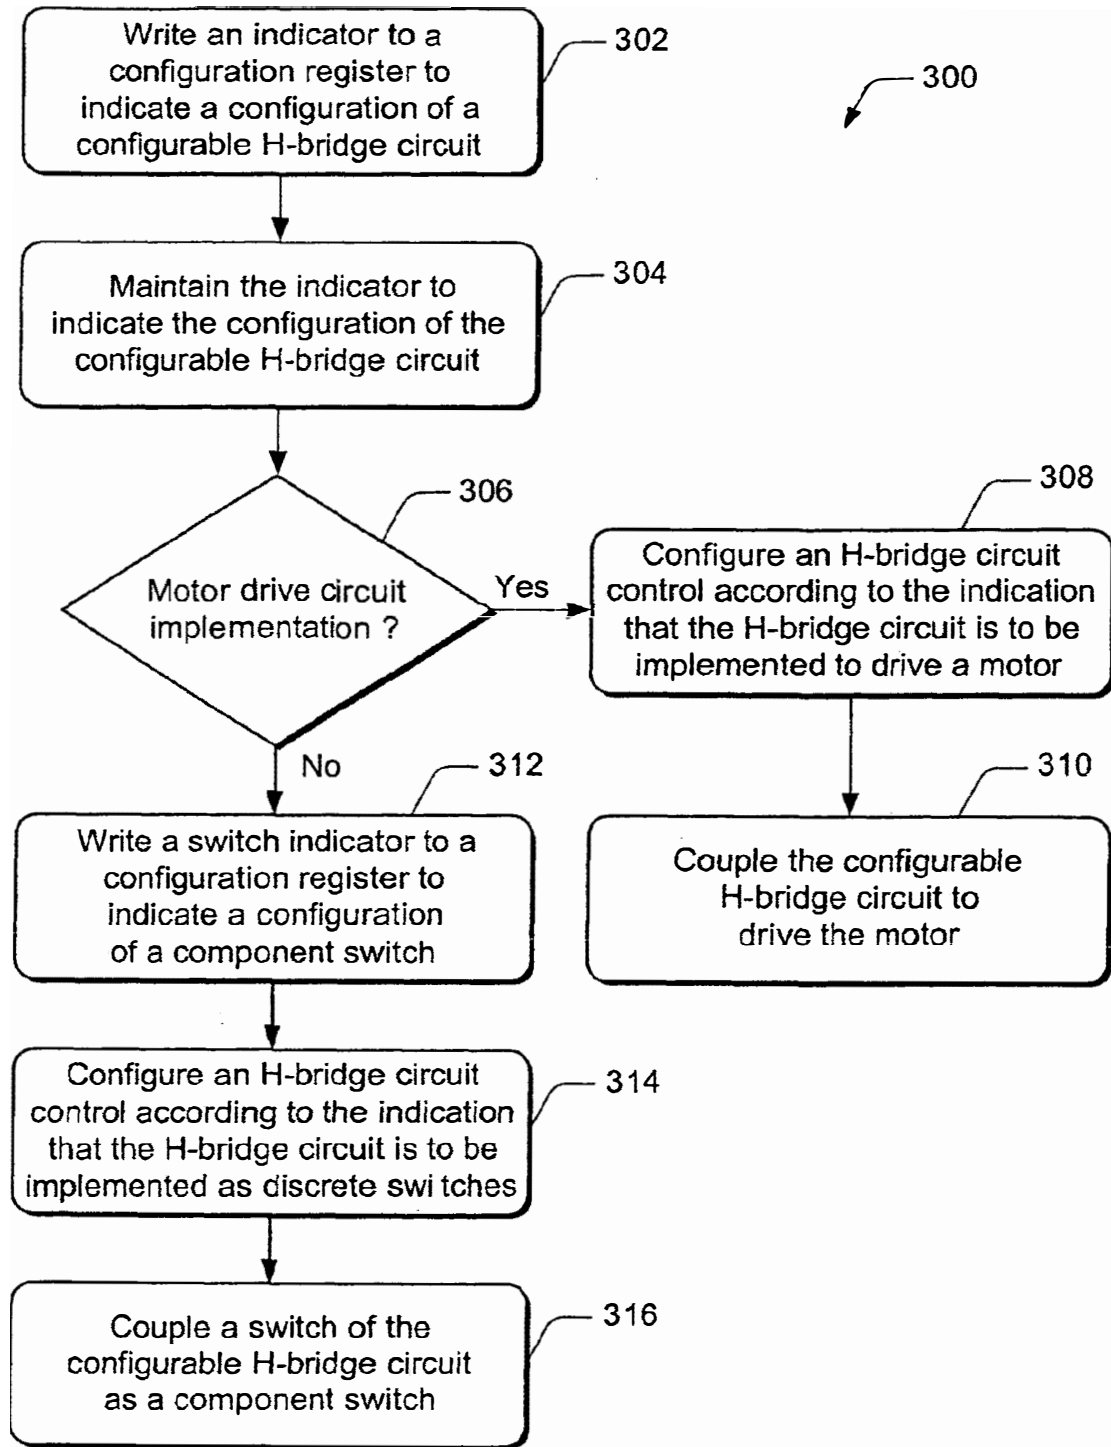 Write an indicator to a
configuration register to
indicate a configuration of a
configurable H-bridge circuit
302
300
Maintain the indicator to
indicate the configuration of the
configurable H-bridge circuit
304
306
Motor drive circuit
implementation ?
Yes
No
308
Configure an H-bridge circuit
control according to the indication
that the H-bridge circuit is to be
implemented to drive a motor
310
Couple the configurable
H-bridge circuit to
drive the motor
312
Write a switch indicator to a
configuration register to
indicate a configuration
of a component switch
314
Configure an H-bridge circuit
control according to the indication
that the H-bridge circuit is to be
implemented as discrete switches
316
Couple a switch of the
configurable H-bridge circuit
as a component switch